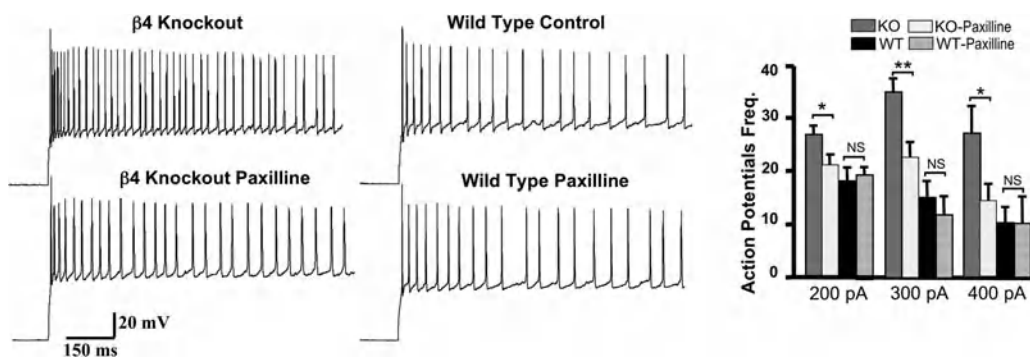 β4 Knockout
Wild Type Control
β4 Knockout Paxilline
Wild Type Paxilline
20 mV
150 ms
KO KO-Paxilline
WT WT-Paxilline
Action Potentials Freq.
40
30
20
10
0
* NS
** NS
* NS
200 pA 300 pA 400 pA